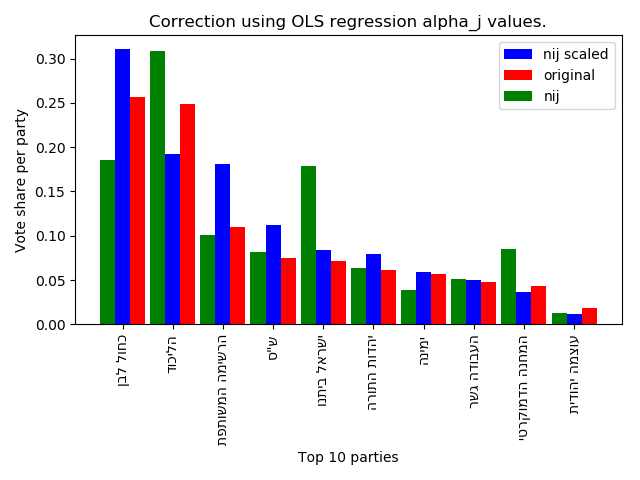 Correction using OLS regression alpha_j values.
nij scaled
original
nij
Vote share per party
0.30
0.25
0.20
0.15
0.10
0.05
0.00
כחול לבן
הליכוד
הרשימה המשותפת
ש"ס
ישראל ביתנו
יהדות התורה
ימינה
העבודה גשר
המחנה הדמוקרטי
עצמה יהודית
Top 10 parties